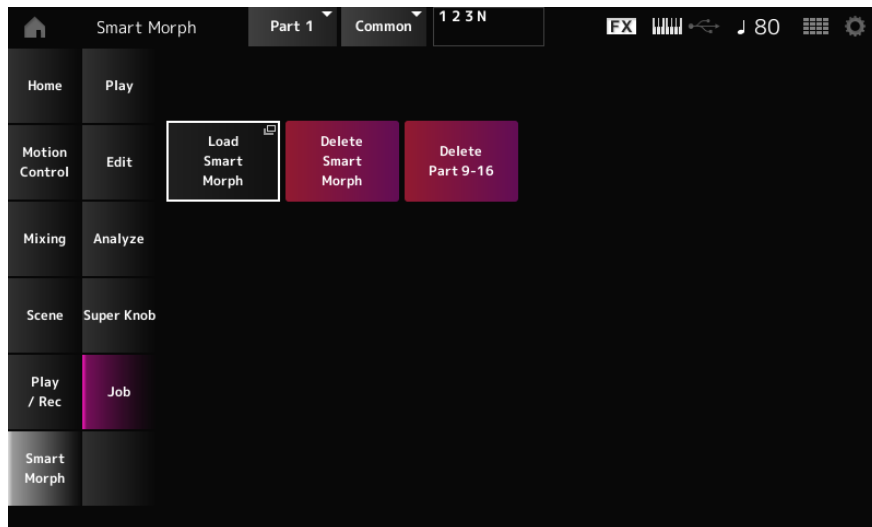 Smart Morph
Part 1
Common
1 2 3 N
FX
80
Home
Play
Motion
Control
Edit
Load
Smart
Morph
Delete
Smart
Morph
Delete
Part 9-16
Mixing
Analyze
Scene
Super Knob
Play
/ Rec
Job
Smart
Morph